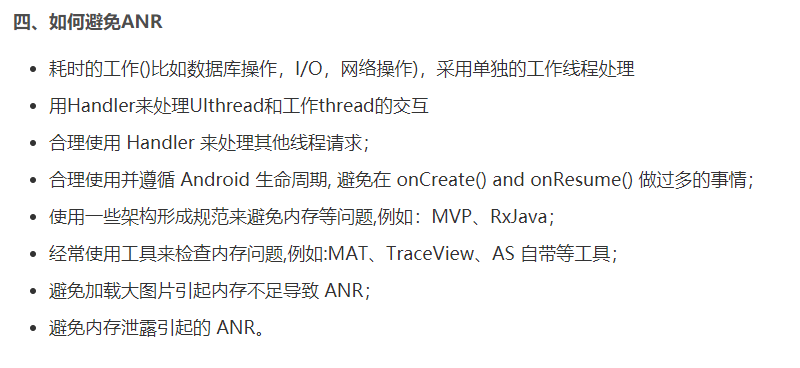 四、如何避免ANR
耗时的工作()比如数据库操作，I/O，网络操作)，采用单独的工作线程处理
用Handler来处理UIthread和工作thread的交互
合理使用 Handler 来处理其他线程请求；
合理使用并遵循 Android 生命周期, 避免在 onCreate() and onResume() 做过多的事情；
使用一些架构形成规范来避免内存等问题,例如：MVP、RxJava；
经常使用工具来检查内存问题,例如:MAT、TraceView、AS 自带等工具；
避免加载大图片引起内存不足导致 ANR；
避免内存泄露引起的 ANR。